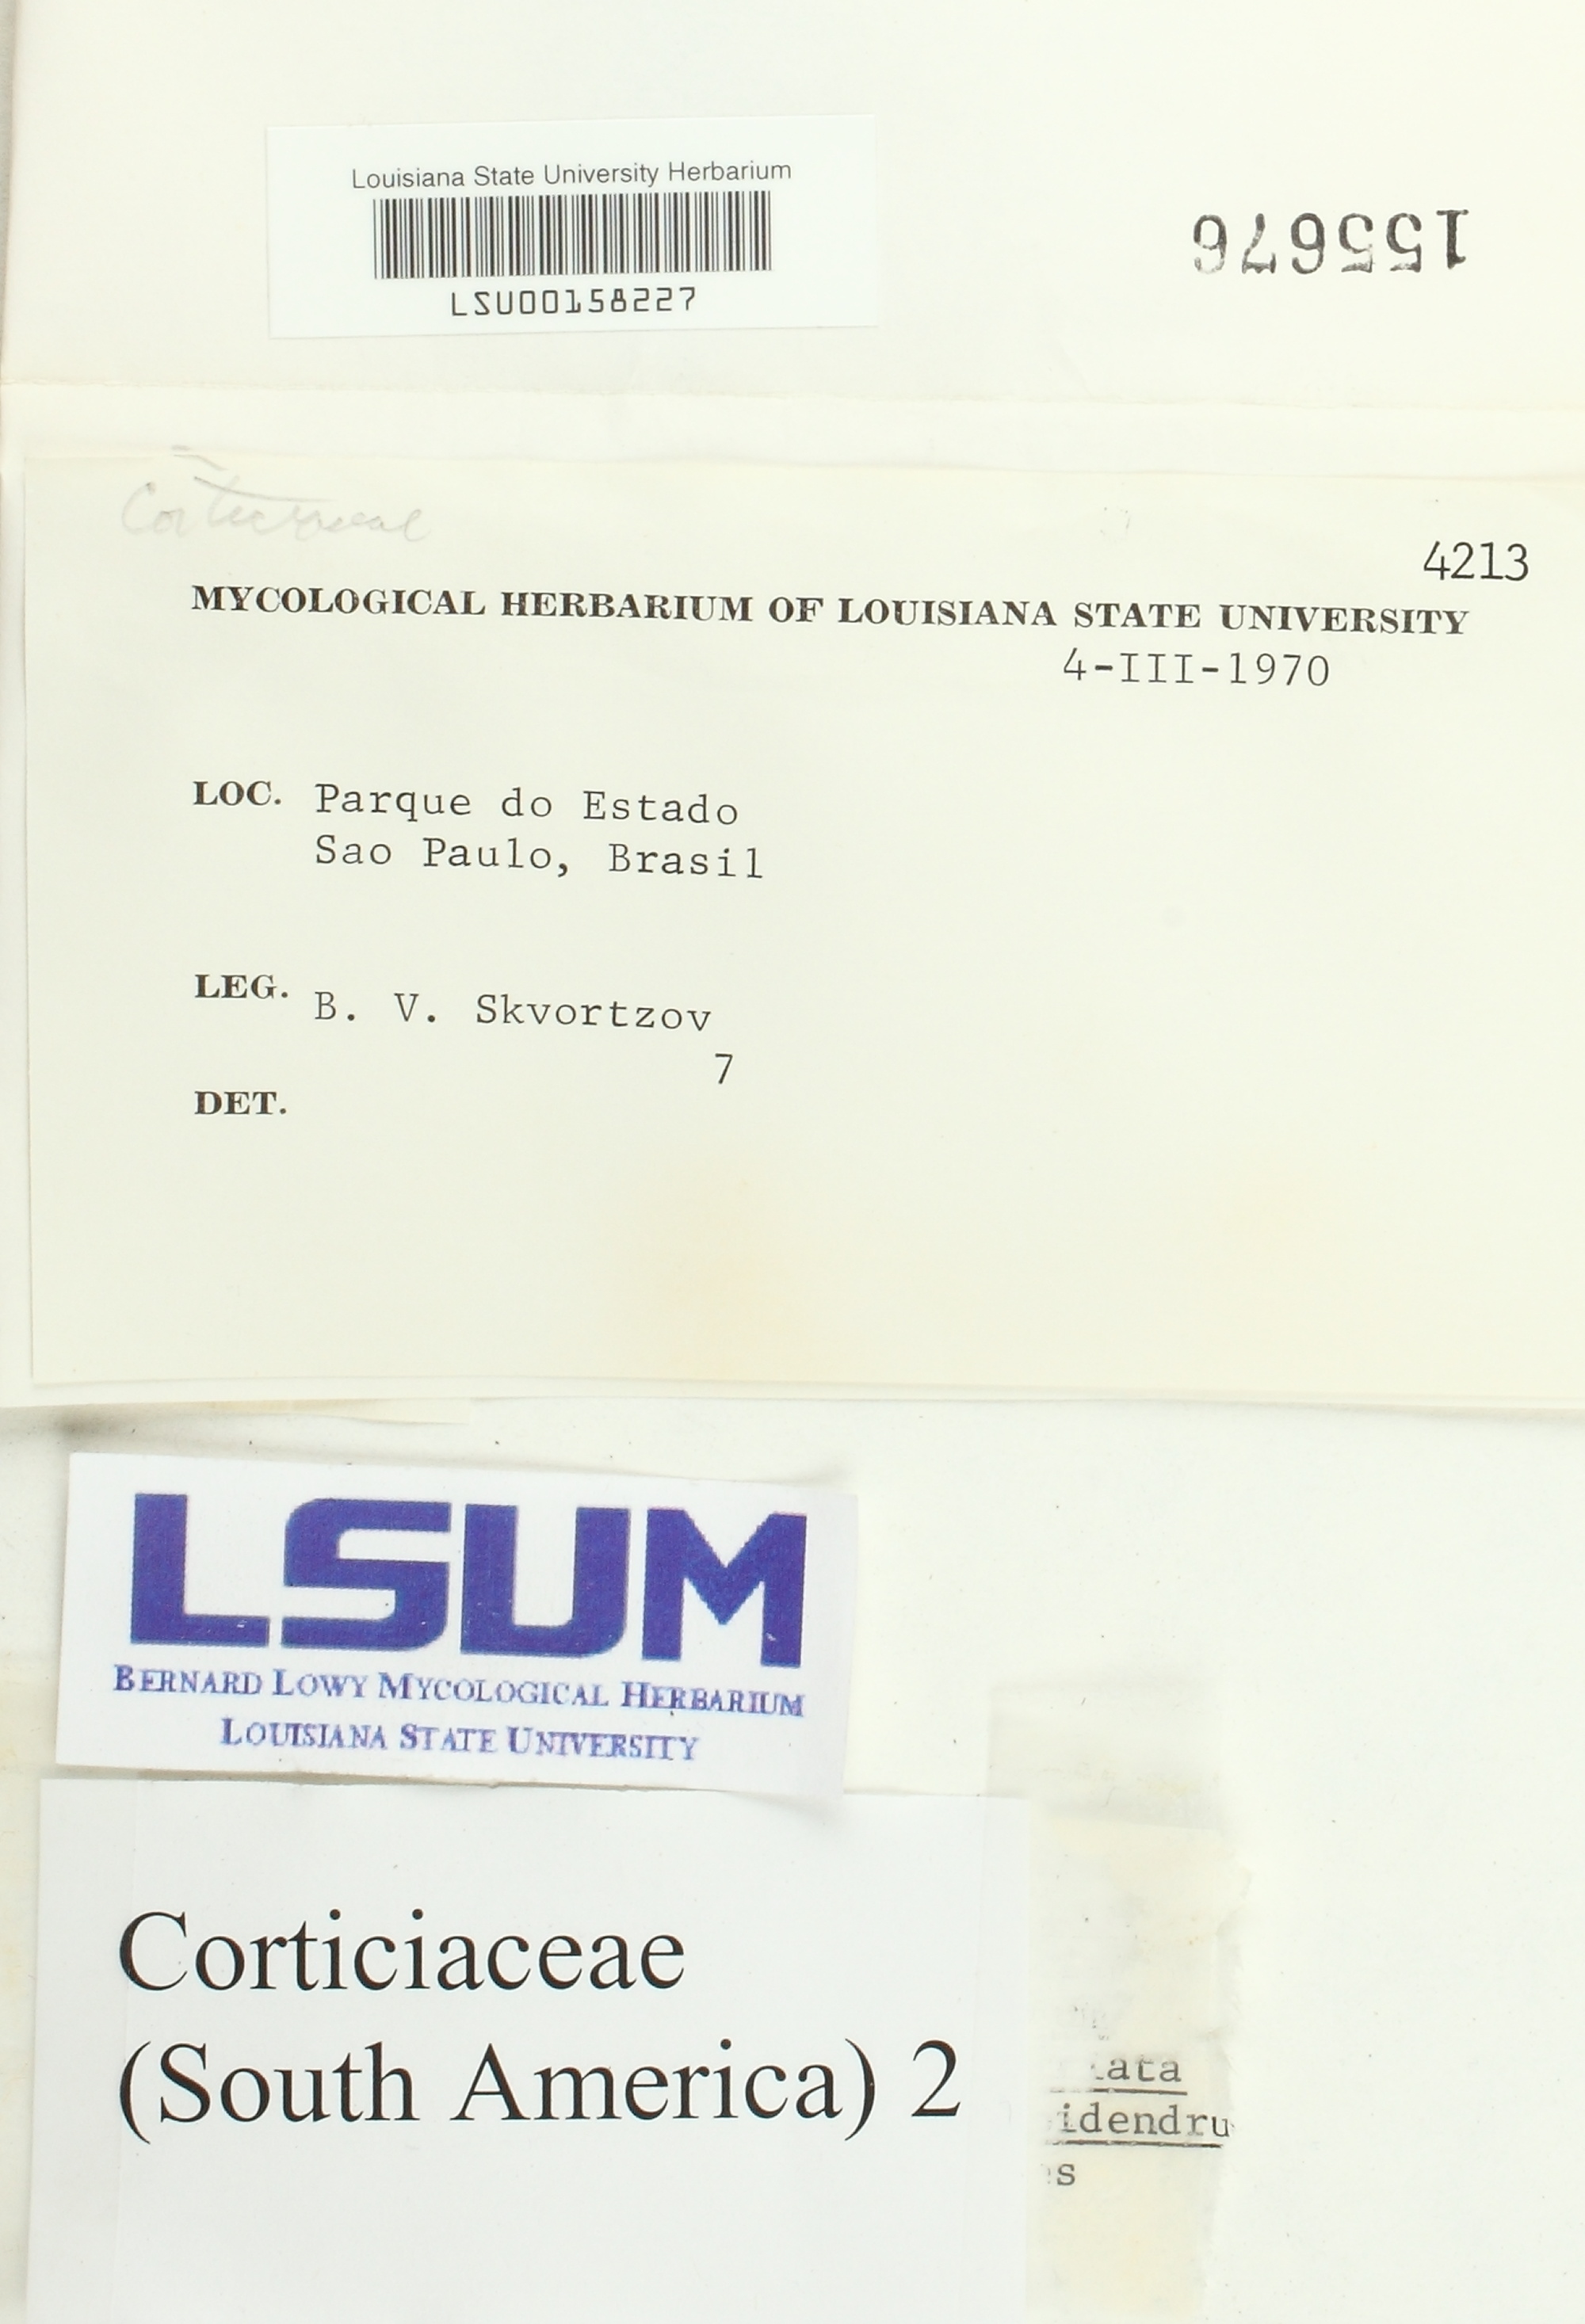 Louisiana State University Herbarium
LSU00158227
155676
Corticiaceae
4213
MYCOLOGICAL HERBARIUM OF LOUISIANA STATE UNIVERSITY
4-III-1970
LOC. Parque do Estado
Sao Paulo, Brasil
LEG. B. V. Skvortzov
7
DET.
LSUM
BERNARD LOWY MYCOLOGICAL HERBARIUM
LOUISIANA STATE UNIVERSITY
Corticiaceae
(South America) 2